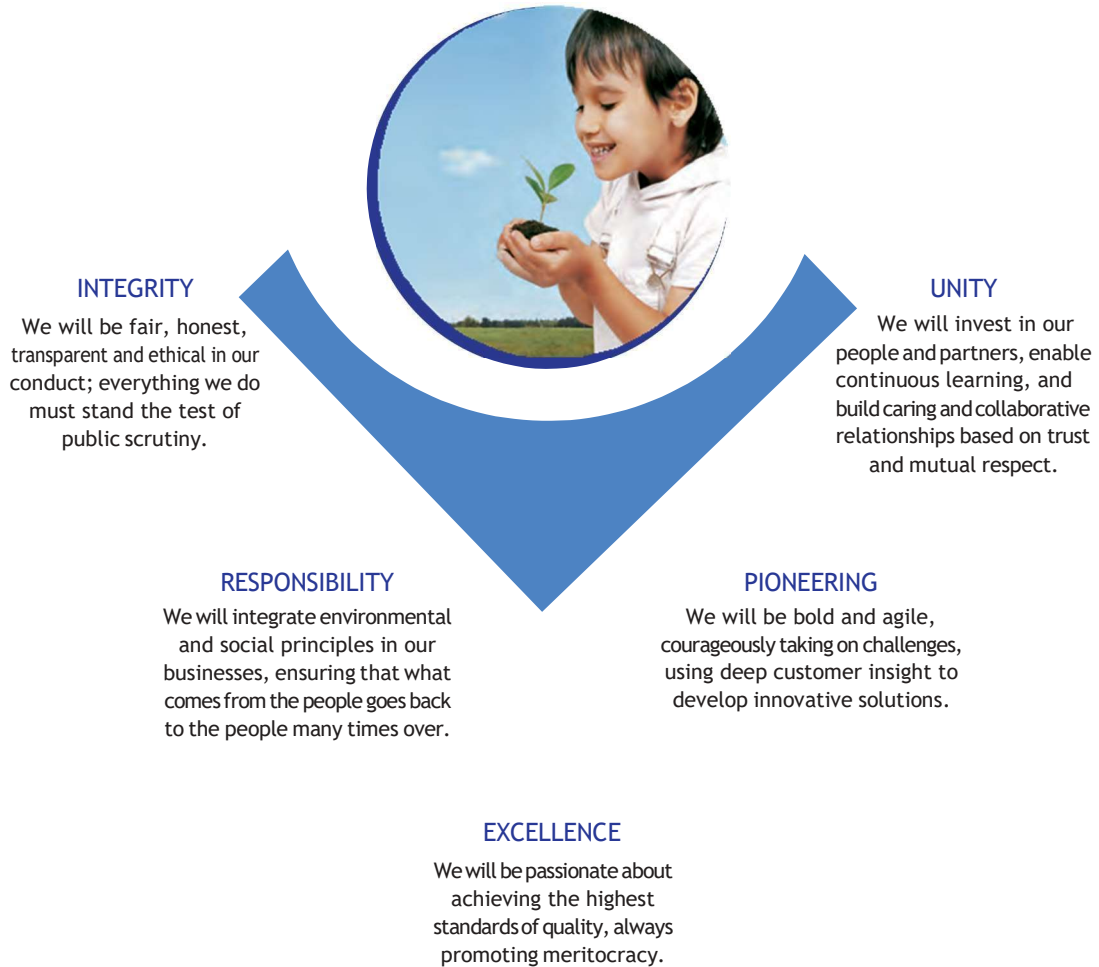 INTEGRITY
We will be fair, honest,
transparent and ethical in our
conduct; everything we do
must stand the test of
public scrutiny.
UNITY
We will invest in our
people and partners, enable
continuous learning, and
build caring and collaborative
relationships based on trust
and mutual respect.
RESPONSIBILITY
We will integrate environmental
and social principles in our
businesses, ensuring that what
comes from the people goes back
to the people many times over.
PIONEERING
We will be bold and agile,
courageously taking on challenges,
using deep customer insight to
develop innovative solutions.
EXCELLENCE
We will be passionate about
achieving the highest
standards of quality, always
promoting meritocracy.